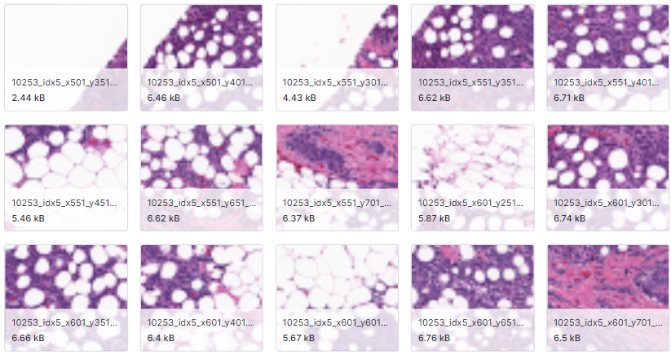 10253_idx5_x501_y351...
2.44 kB
10253_idx5_x501_y401...
6.46 kB
10253_idx5_x551_y301...
4.43 kB
10253_idx5_x551_y351...
6.62 kB
10253_idx5_x551_y401...
6.71 kB
10253_idx5_x551_y451...
5.46 kB
10253_idx5_x551_y651_...
6.62 kB
10253_idx5_x551_y701_...
6.37 kB
10253_idx5_x601_y251...
5.87 kB
10253_idx5_x601_y301...
6.74 kB
10253_idx5_x601_y351...
6.66 kB
10253_idx5_x601_y401...
6.4 kB
10253_idx5_x601_y601...
5.67 kB
10253_idx5_x601_y651...
6.76 kB
10253_idx5_x601_y701_...
6.5 kB